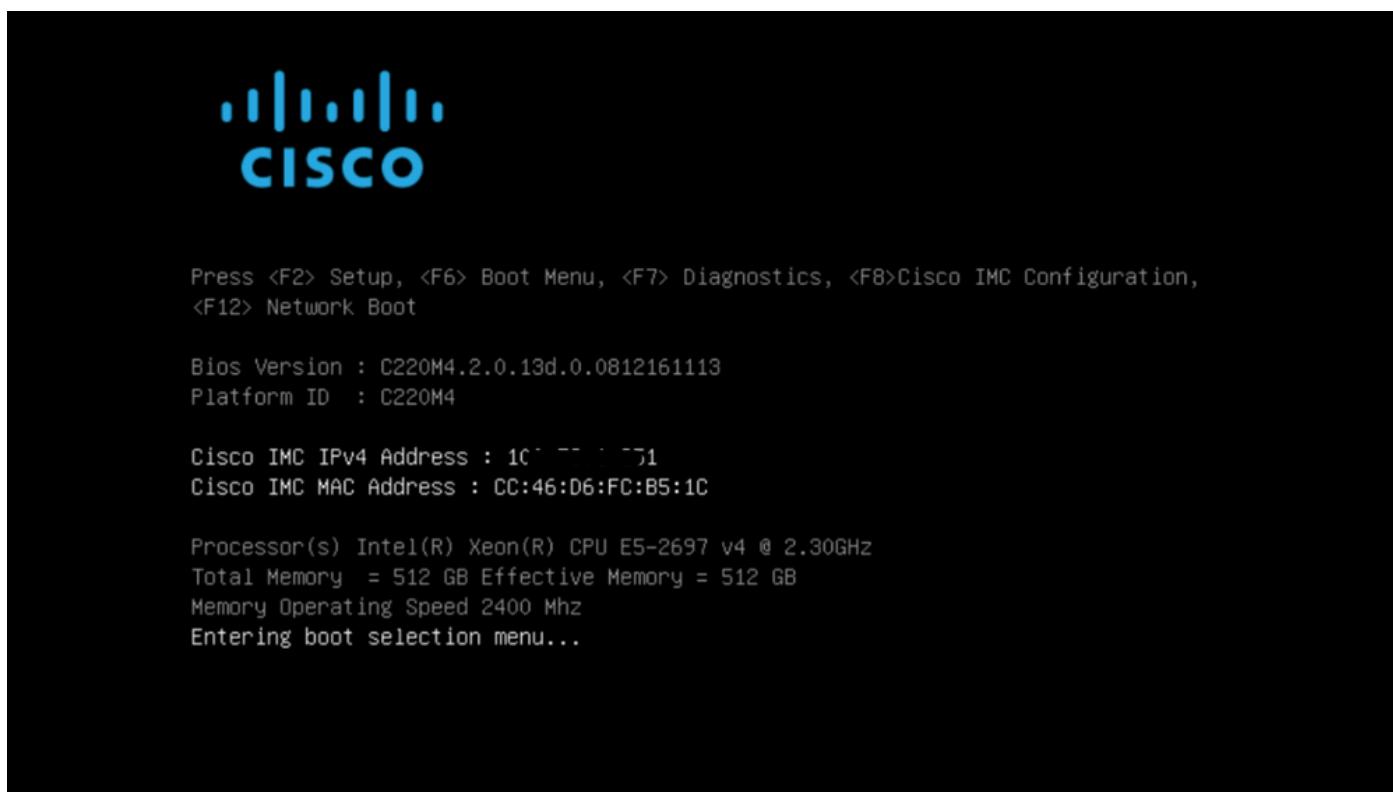 CISCO
Press <F2> Setup, <F6> Boot Menu, <F7> Diagnostics, <F8>Cisco IMC Configuration,
<F12> Network Boot
Bios Version : C220M4.2.0.13d.0.0812161113
Platform ID : C220M4
Cisco IMC IPv4 Address :
Cisco IMC MAC Address : CC:46:D6:FC:B5:1C
Processor(s) Intel(R) Xeon(R) CPU E5-2697 v4 @ 2.30GHz
Total Memory = 512 GB Effective Memory = 512 GB
Memory Operating Speed 2400 Mhz
Entering boot selection menu...